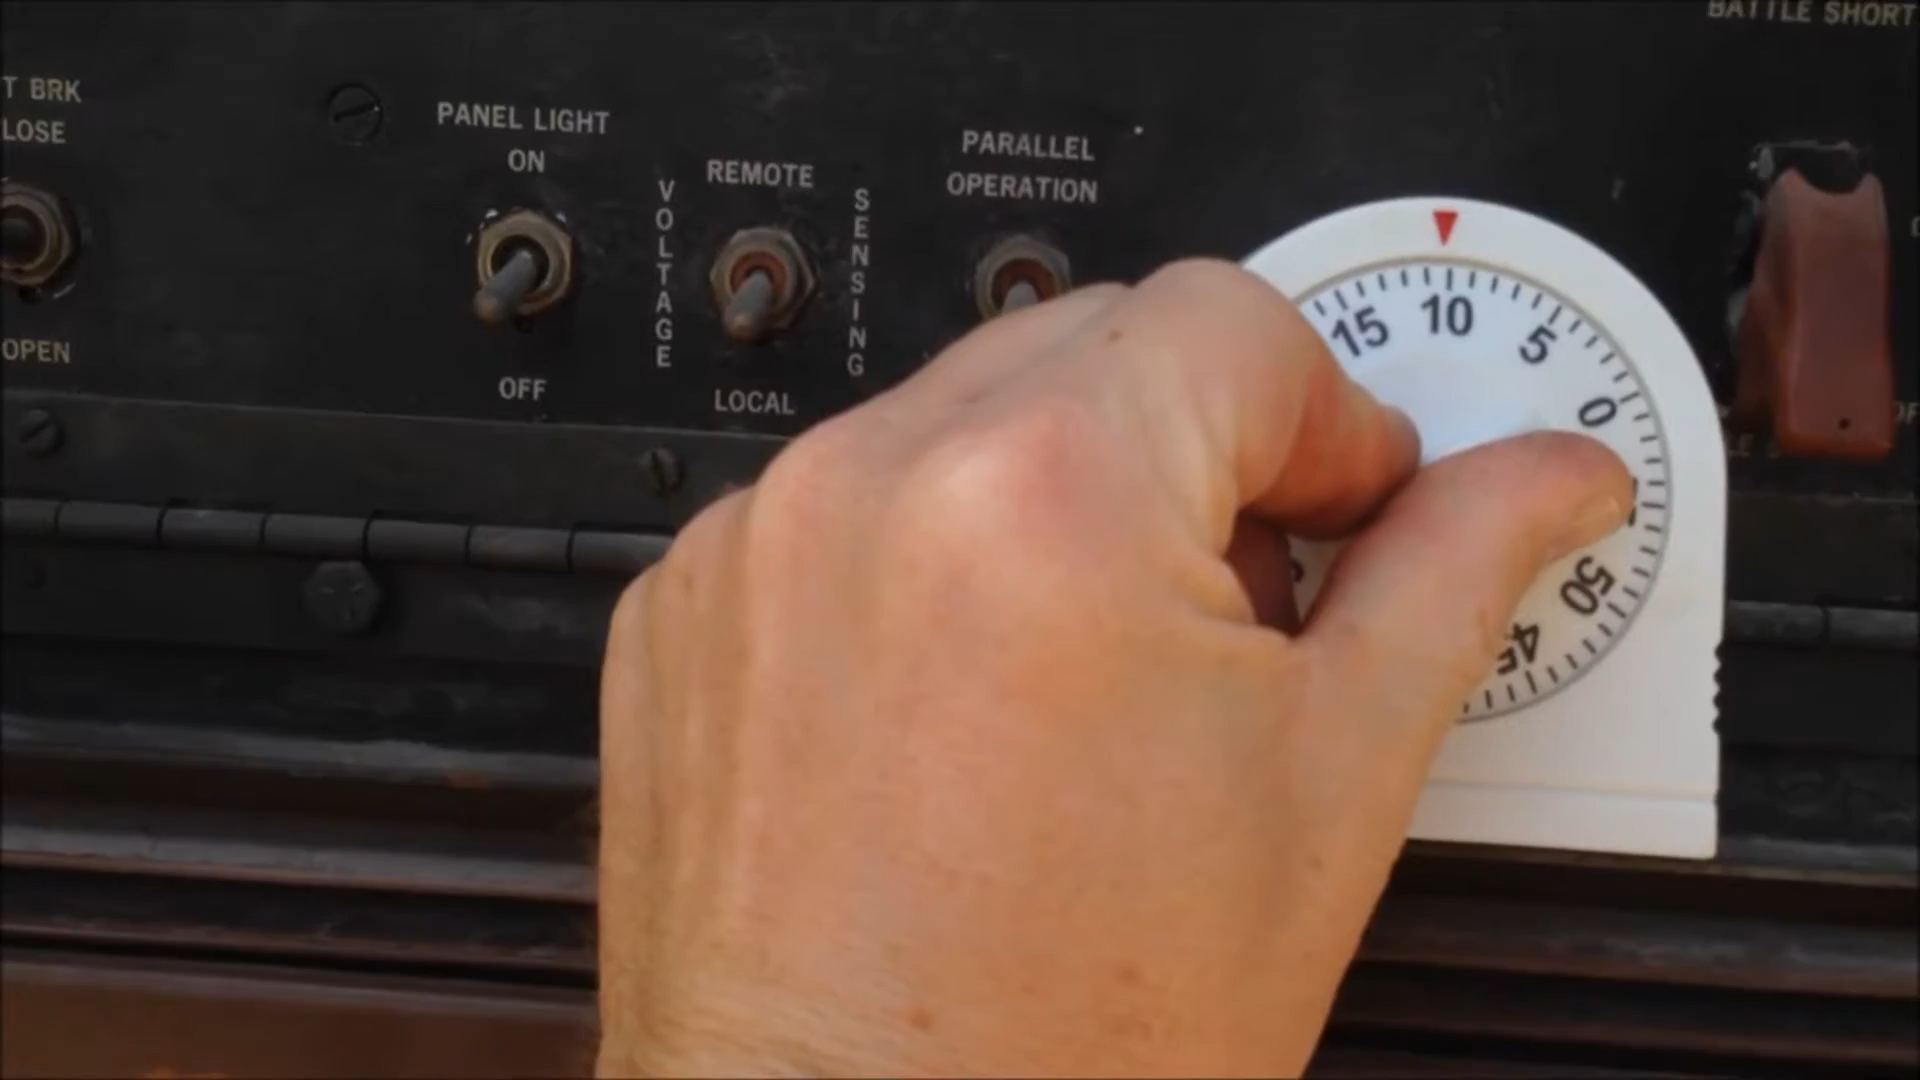 BATTLE SHORT
T BRK
LOSE
OPEN
PANEL LIGHT
ON
OFF
VOLTAGE
REMOTE
LOCAL
SENSING
PARALLEL
OPERATION
15
10
5
0
50
45